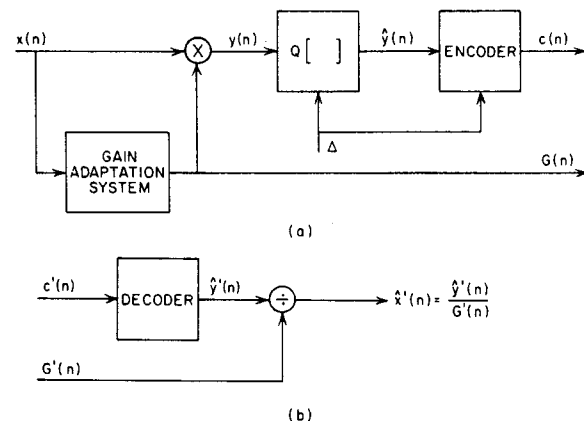 x(n)
y(n)
Q [ ]
ŷ(n)
ENCODER
c(n)
X
Δ
GAIN
ADAPTATION
SYSTEM
G(n)
(a)
c'(n)
DECODER
ŷ'(n)
÷
x̂'(n) = ŷ'(n) / G'(n)
G'(n)
(b)